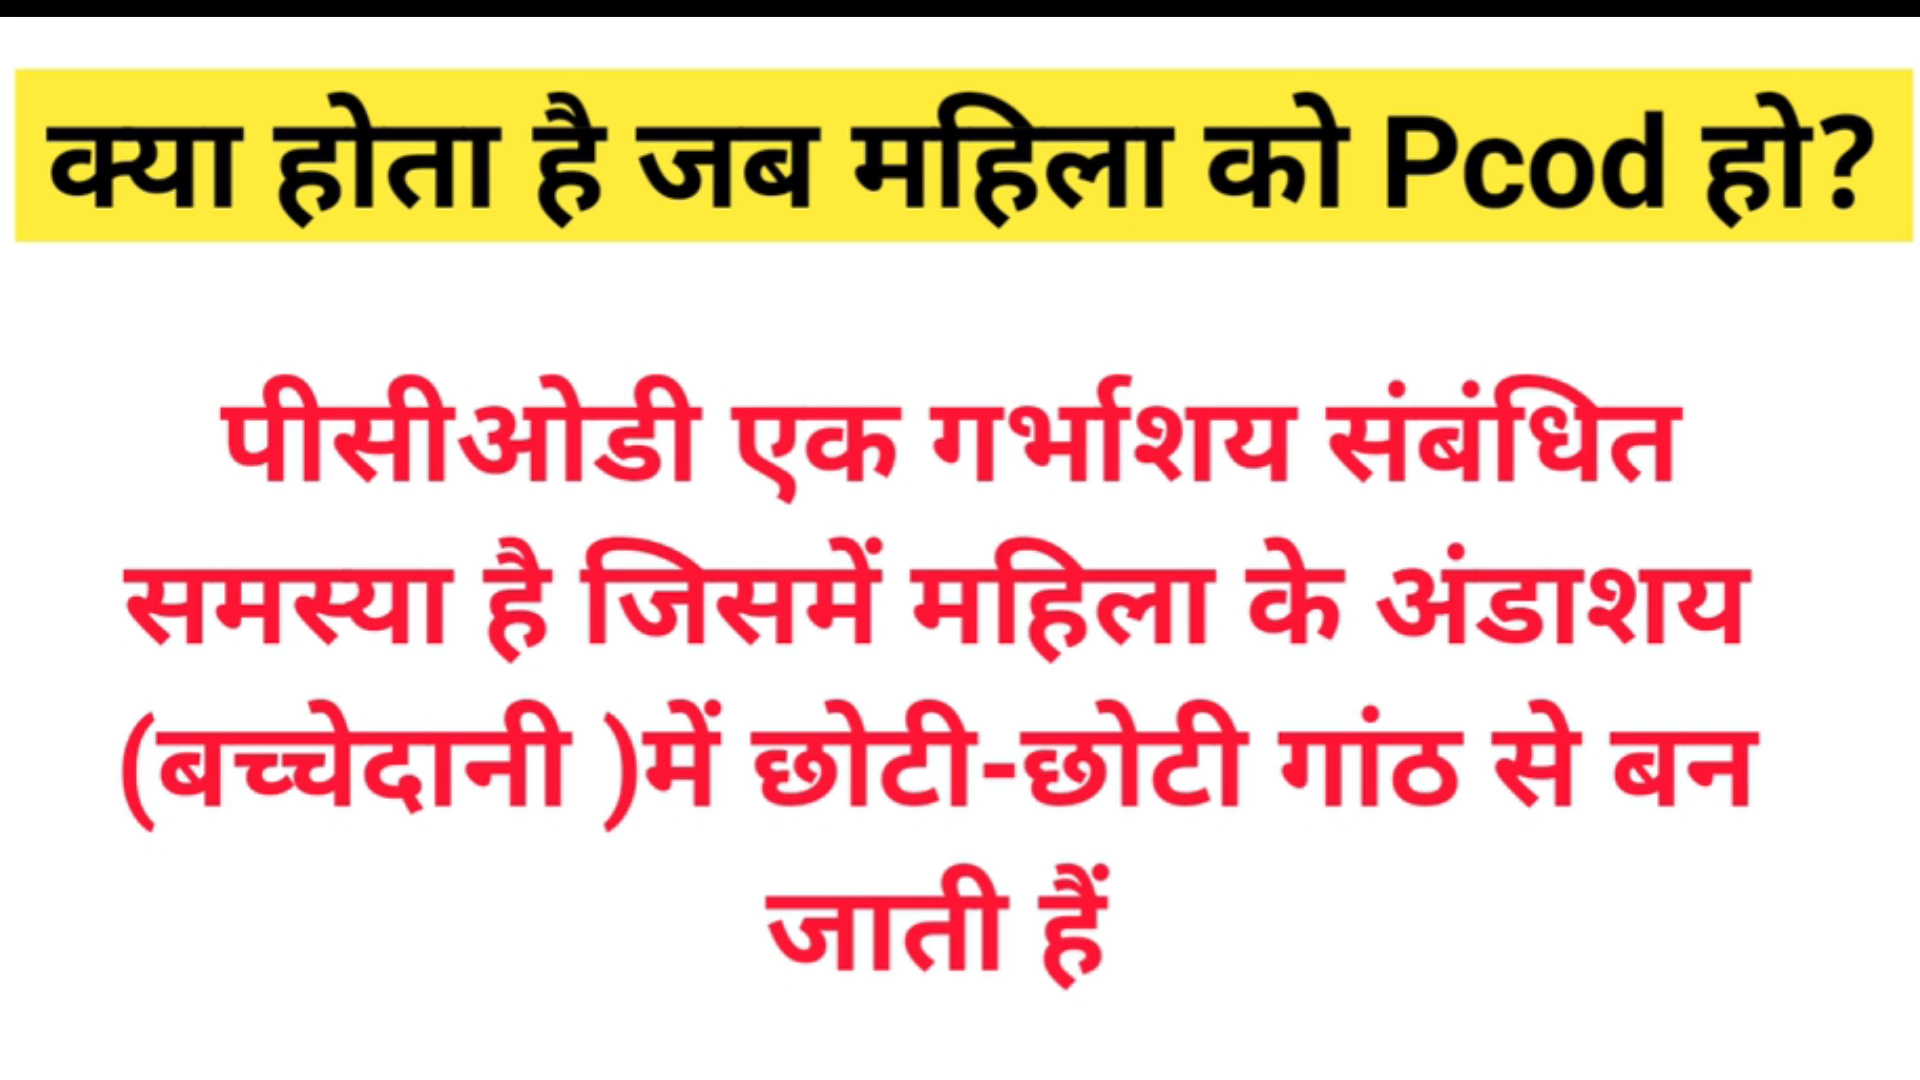 क्या होता है जब महिला को Pcod हो?
पीसीओडी एक गर्भाशय संबंधित
समस्या है जिसमें महिला के अंडाशय
(बच्चेदानी )में छोटी-छोटी गांठ से बन
जाती हैं